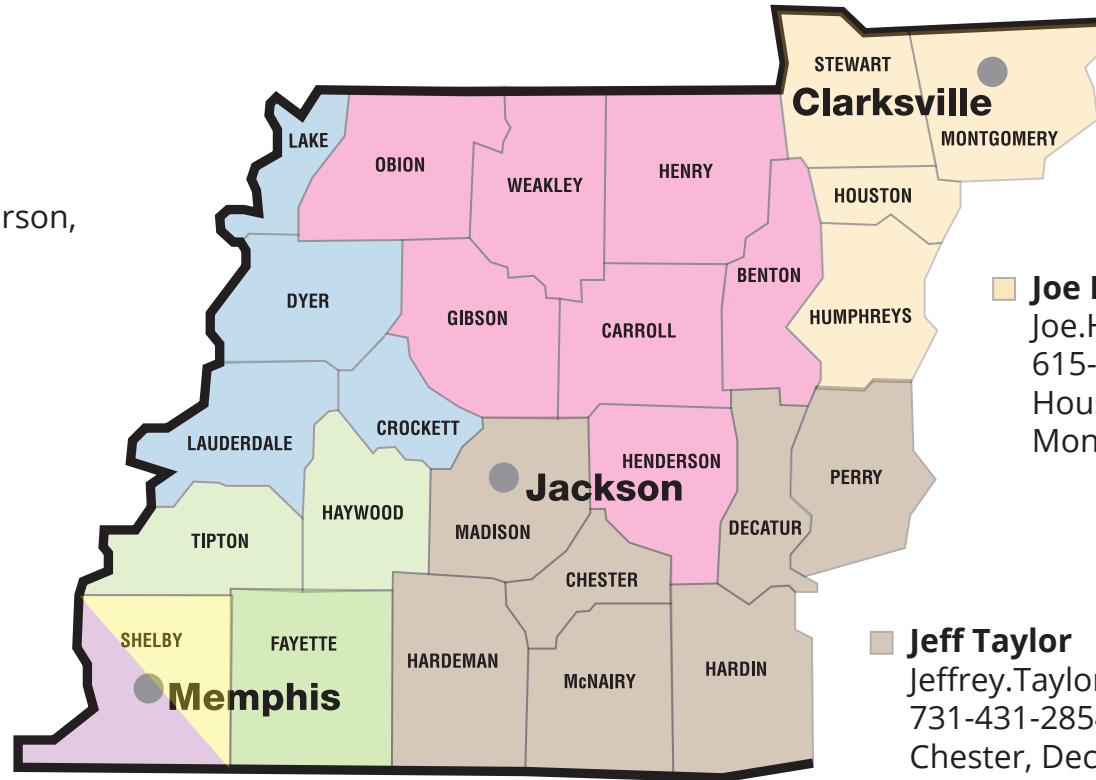 STEWART
Clarksville
MONTGOMERY
LAKE
OBION
WEAKLEY
HENRY
HOUSTON
rson,
DYER
GIBSON
CARROLL
BENTON
HUMPHREYS
Joe
Joe.H
615-
Hous
Mon
LAUDERDALE
CROCKETT
HENDERSON
PERRY
Jackson
HAYWOOD
MADISON
DECATUR
TIPTON
CHESTER
SHELBY
FAYETTE
HARDEMAN
McNAIRY
HARDIN
Memphis
Jeff Taylor
Jeffrey.Taylor
731-431-285
Chester, Dec